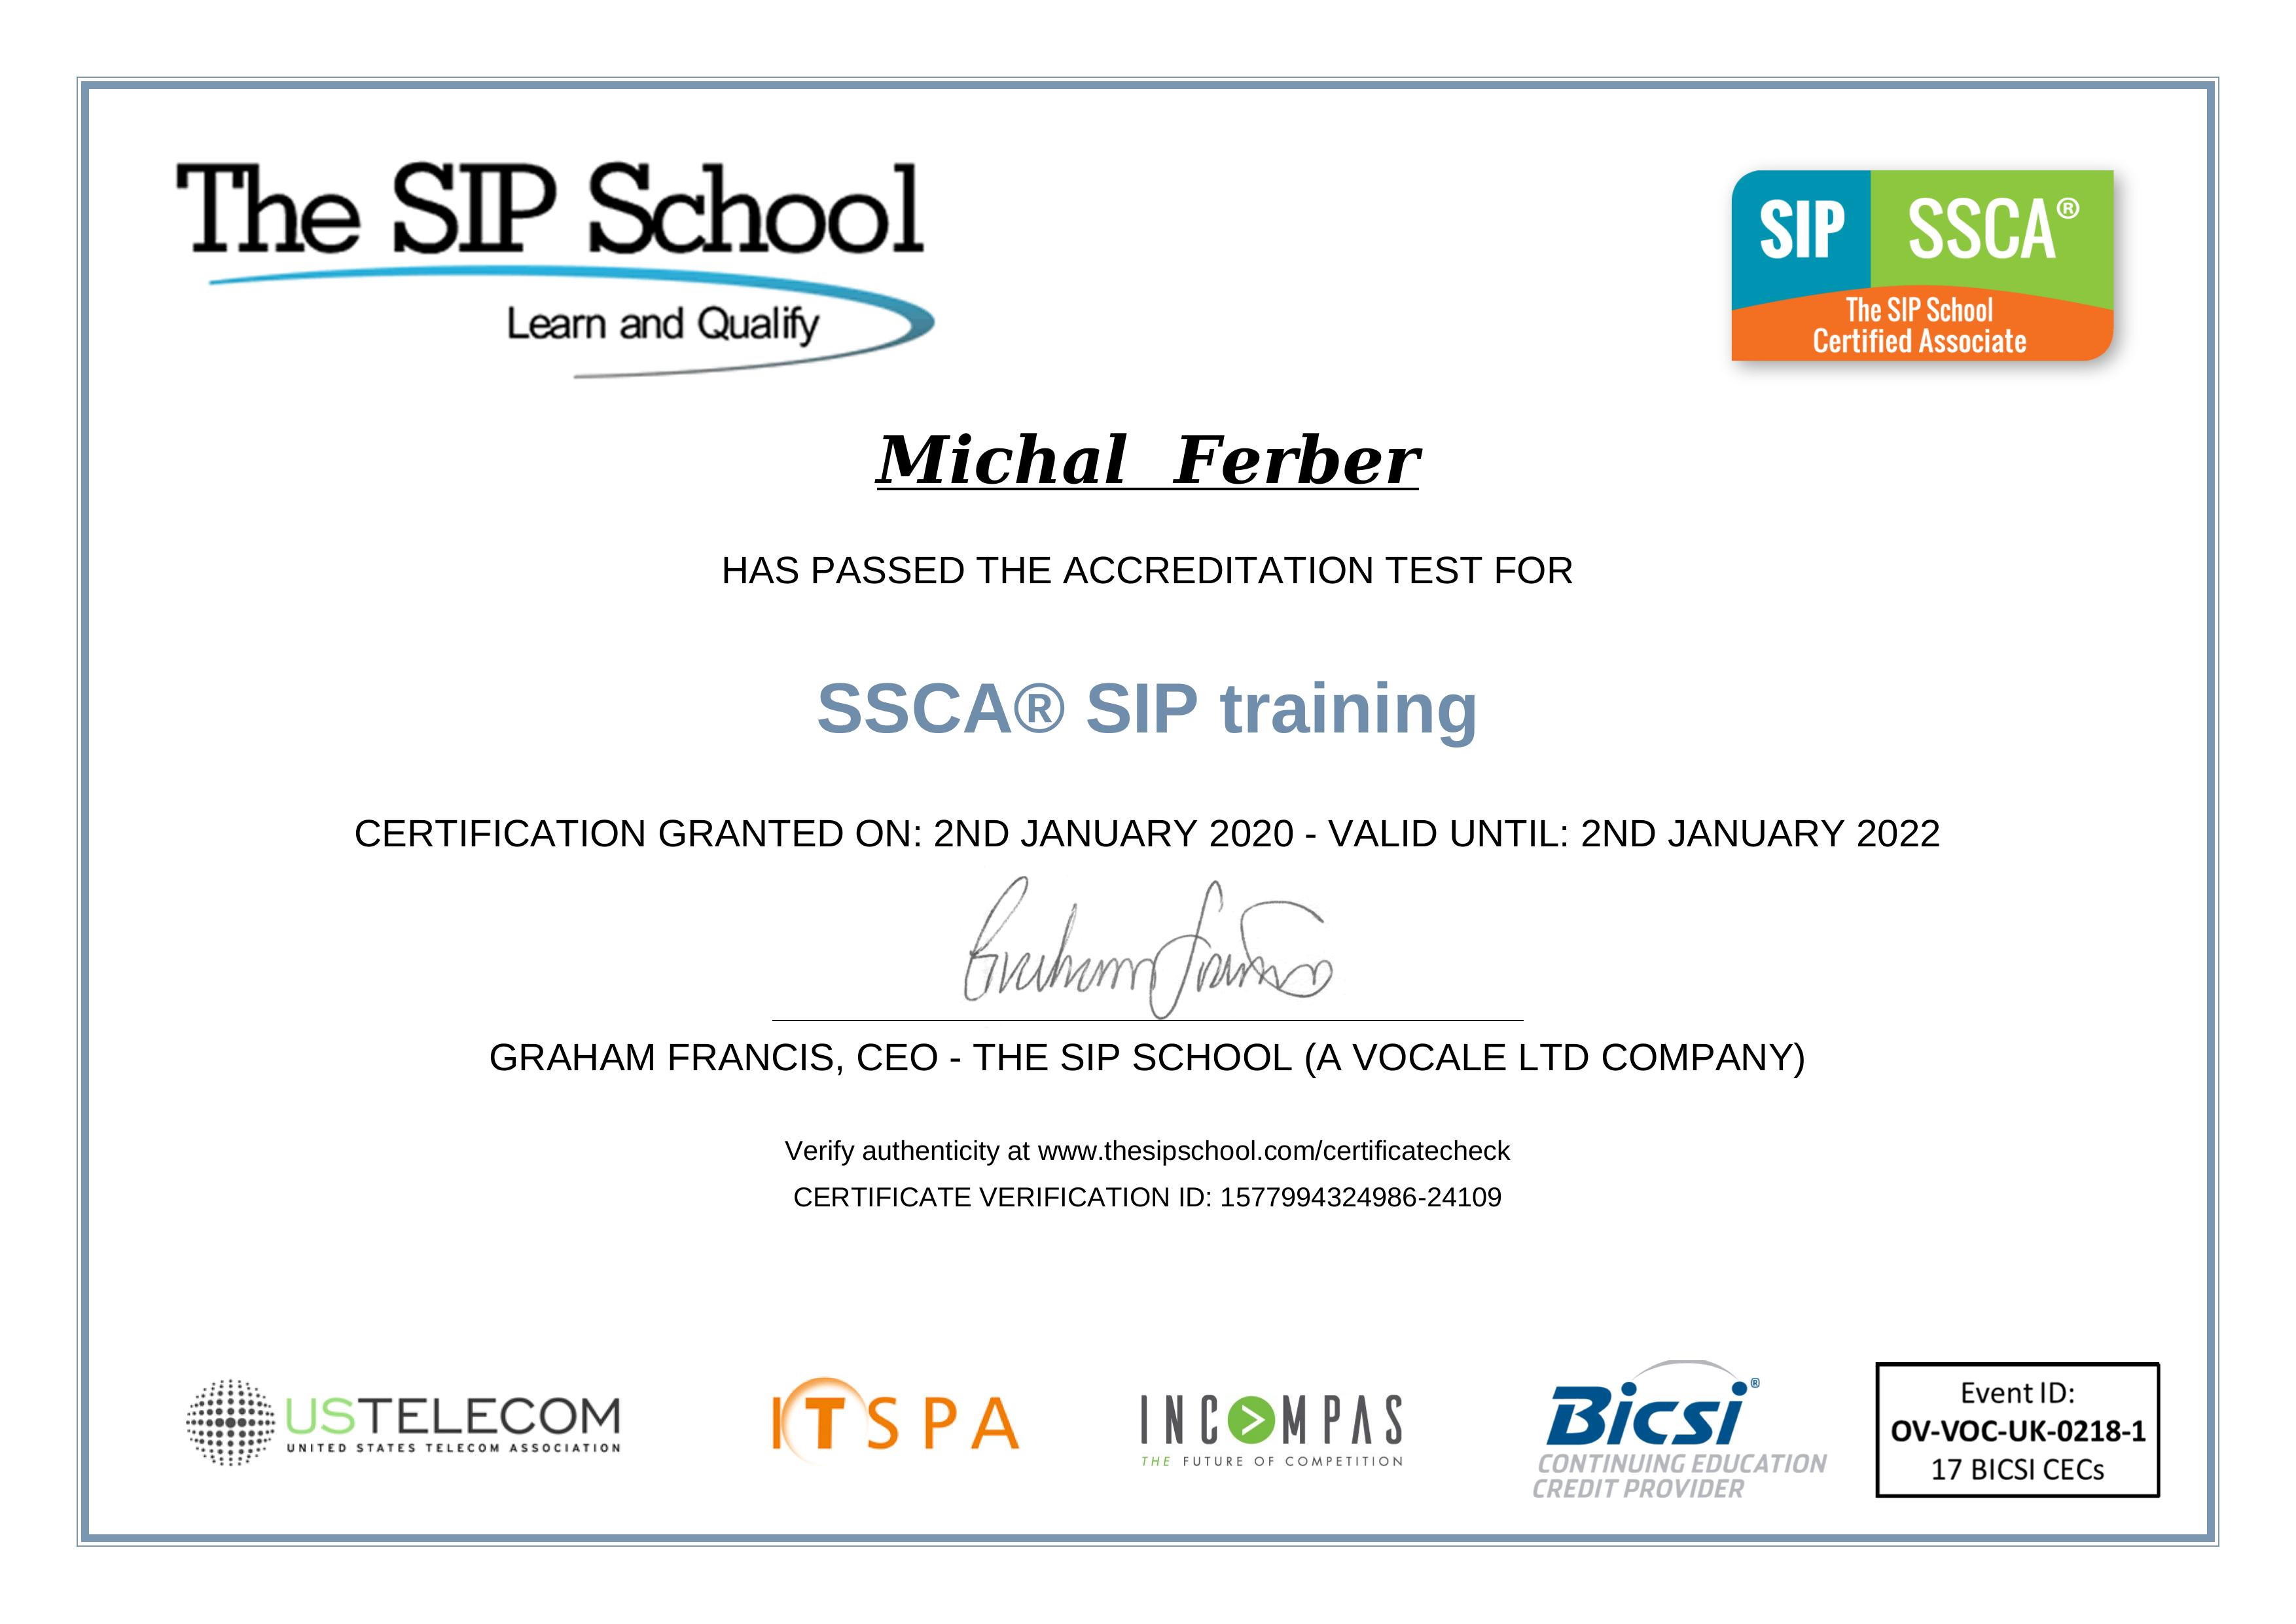 The SIP School
Learn and Qualify
SIP SSCA®
The SIP School
Certified Associate
Michal Ferber
HAS PASSED THE ACCREDITATION TEST FOR
SSCA® SIP training
CERTIFICATION GRANTED ON: 2ND JANUARY 2020 - VALID UNTIL: 2ND JANUARY 2022
Graham Francis
GRAHAM FRANCIS, CEO - THE SIP SCHOOL (A VOCALE LTD COMPANY)
Verify authenticity at www.thesipschool.com/certificatecheck
CERTIFICATE VERIFICATION ID: 1577994324986-24109
USTELECOM
UNITED STATES TELECOM ASSOCIATION
ITSPA
INCOMPAS
THE FUTURE OF COMPETITION
Bicsi®
CONTINUING EDUCATION
CREDIT PROVIDER
Event ID:
OV-VOC-UK-0218-1
17 BICSI CECs